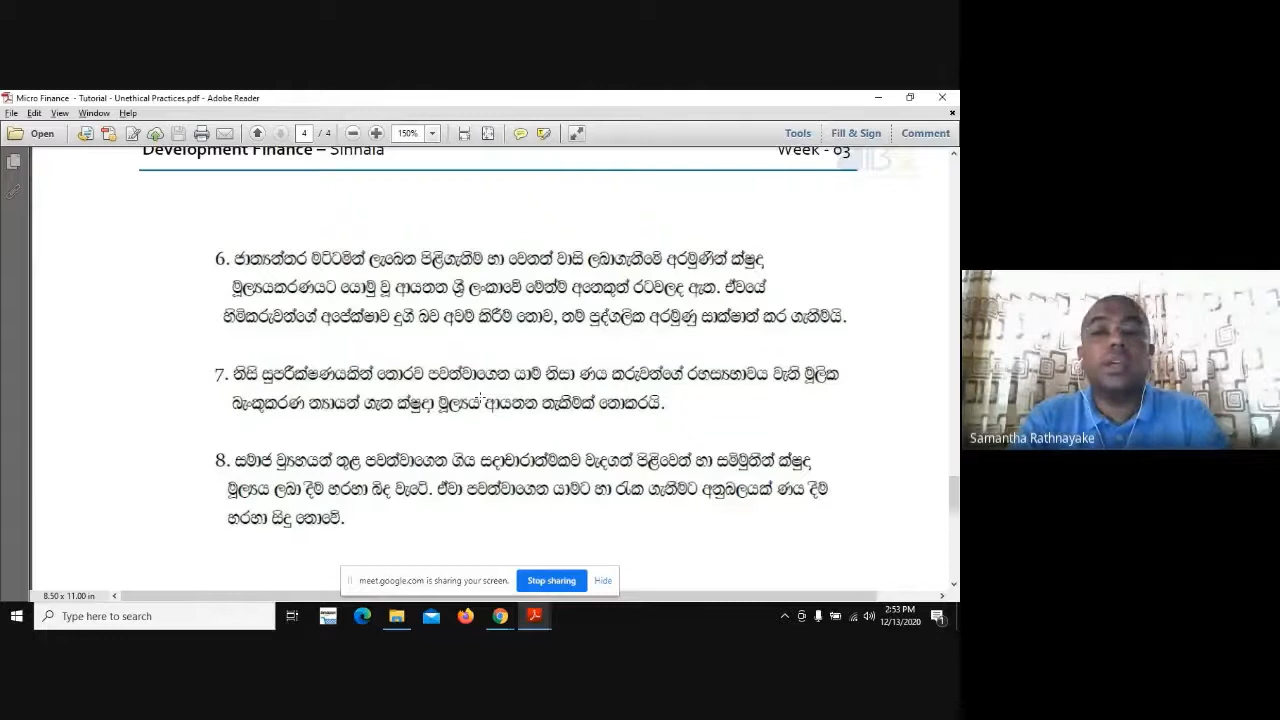 Micro Finance - Tutorial - Unethical Practices.pdf - Adobe Reader
File Edit View Window Help
Open 4 / 4 150% Tools Fill & Sign Comment
Development Finance – Sinhala Week - 03
6. ජාත්‍යන්තර මට්ටමින් ලැබෙන පිළිගැනීම හා වෙනත් වාසි ලබාගැනීමේ අරමුණින් ක්ෂුද්‍ර
මූල්‍යයකරණයට යොමු වූ ආයතන ශ්‍රී ලංකාවේ මෙන්ම අනෙකුත් රටවලද ඇත. ඒවයේ
හිමිකරුවන්ගේ අපේක්ෂාව දුගී බව අවම කිරීම නොව, තම පුද්ගලික අරමුණු සාක්ෂාත් කර ගැනීමයි.
7. නිසි සුපරීක්ෂණයකින් තොරව පවත්වාගෙන යාම නිසා ණය කරුවන්ගේ රහස්‍යභාවය වැනි මූලික
බැංකුකරණ න්‍යායන් ගැන ක්ෂුද්‍ර මූල්‍යය ආයතන තැකීමක් නොකරයි.
8. සමාජ ව්‍යුහයන් තුළ පවත්වාගෙන ගිය සදාචාරාත්මකව වැදගත් පිළිවෙත් හා සම්මුතීන් ක්ෂුද්‍ර
මූල්‍යය ලබා දීම හරහා බිඳ වැටේ. ඒවා පවත්වාගෙන යාමට හා රැක ගැනීමට අනුබලයක් ණය දීම
හරහා සිදු නොවේ.
Samantha Rathnayake
meet.google.com is sharing your screen. Stop sharing Hide
8.50 x 11.00 in
Type here to search
2:53 PM
12/13/2020